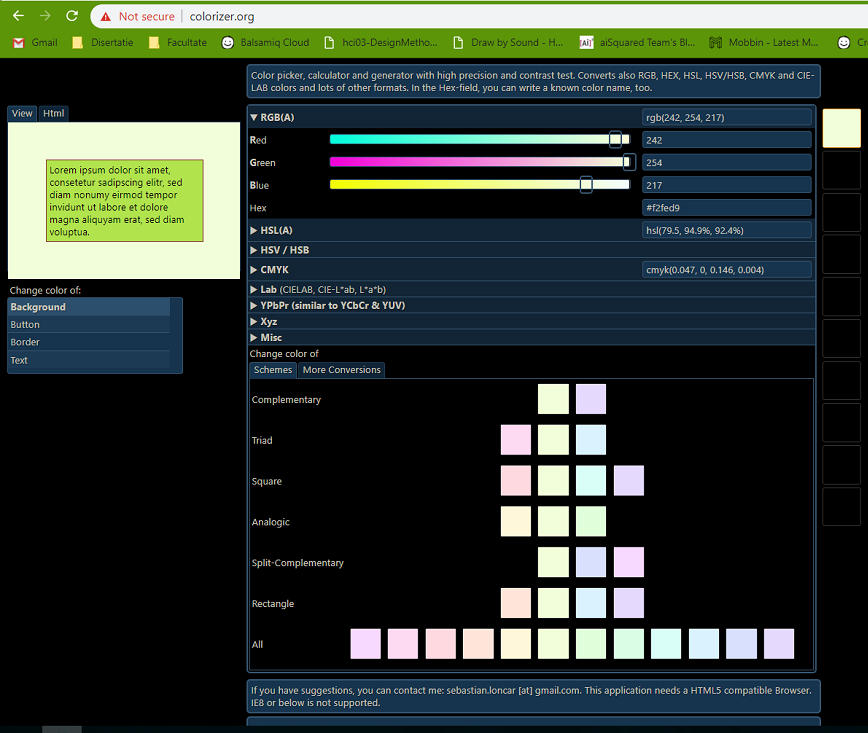 Not secure | colorizer.org
Gmail Disertatie Facultate Balsamiq Cloud hci03-DesignMetho... Draw by Sound - H... [AI] aiSquared Team's Bl... Mobbin - Latest M... Cr
Color picker, calculator and generator with high precision and contrast test. Converts also RGB, HEX, HSL, HSV/HSB, CMYK and CIE-
LAB colors and lots of other formats. In the Hex-field, you can write a known color name, too.
View Html
Lorem ipsum dolor sit amet,
consetetur sadipscing elitr, sed
diam nonumy eirmod tempor
invidunt ut labore et dolore
magna aliquyam erat, sed diam
voluptua.
Change color of:
Background
Button
Border
Text
RGB(A) rgb(242, 254, 217)
Red 242
Green 254
Blue 217
Hex #f2fed9
HSL(A) hsl(79.5, 94.9%, 92.4%)
HSV / HSB
CMYK cmyk(0.047, 0, 0.146, 0.004)
Lab (CIELAB, CIE-L*ab, L*a*b)
YPbPr (similar to YCbCr & YUV)
Xyz
Misc
Change color of
Schemes More Conversions
Complementary
Triad
Square
Analogic
Split-Complementary
Rectangle
All
If you have suggestions, you can contact me: sebastian.loncar [at] gmail.com. This application needs a HTML5 compatible Browser.
IE8 or below is not supported.